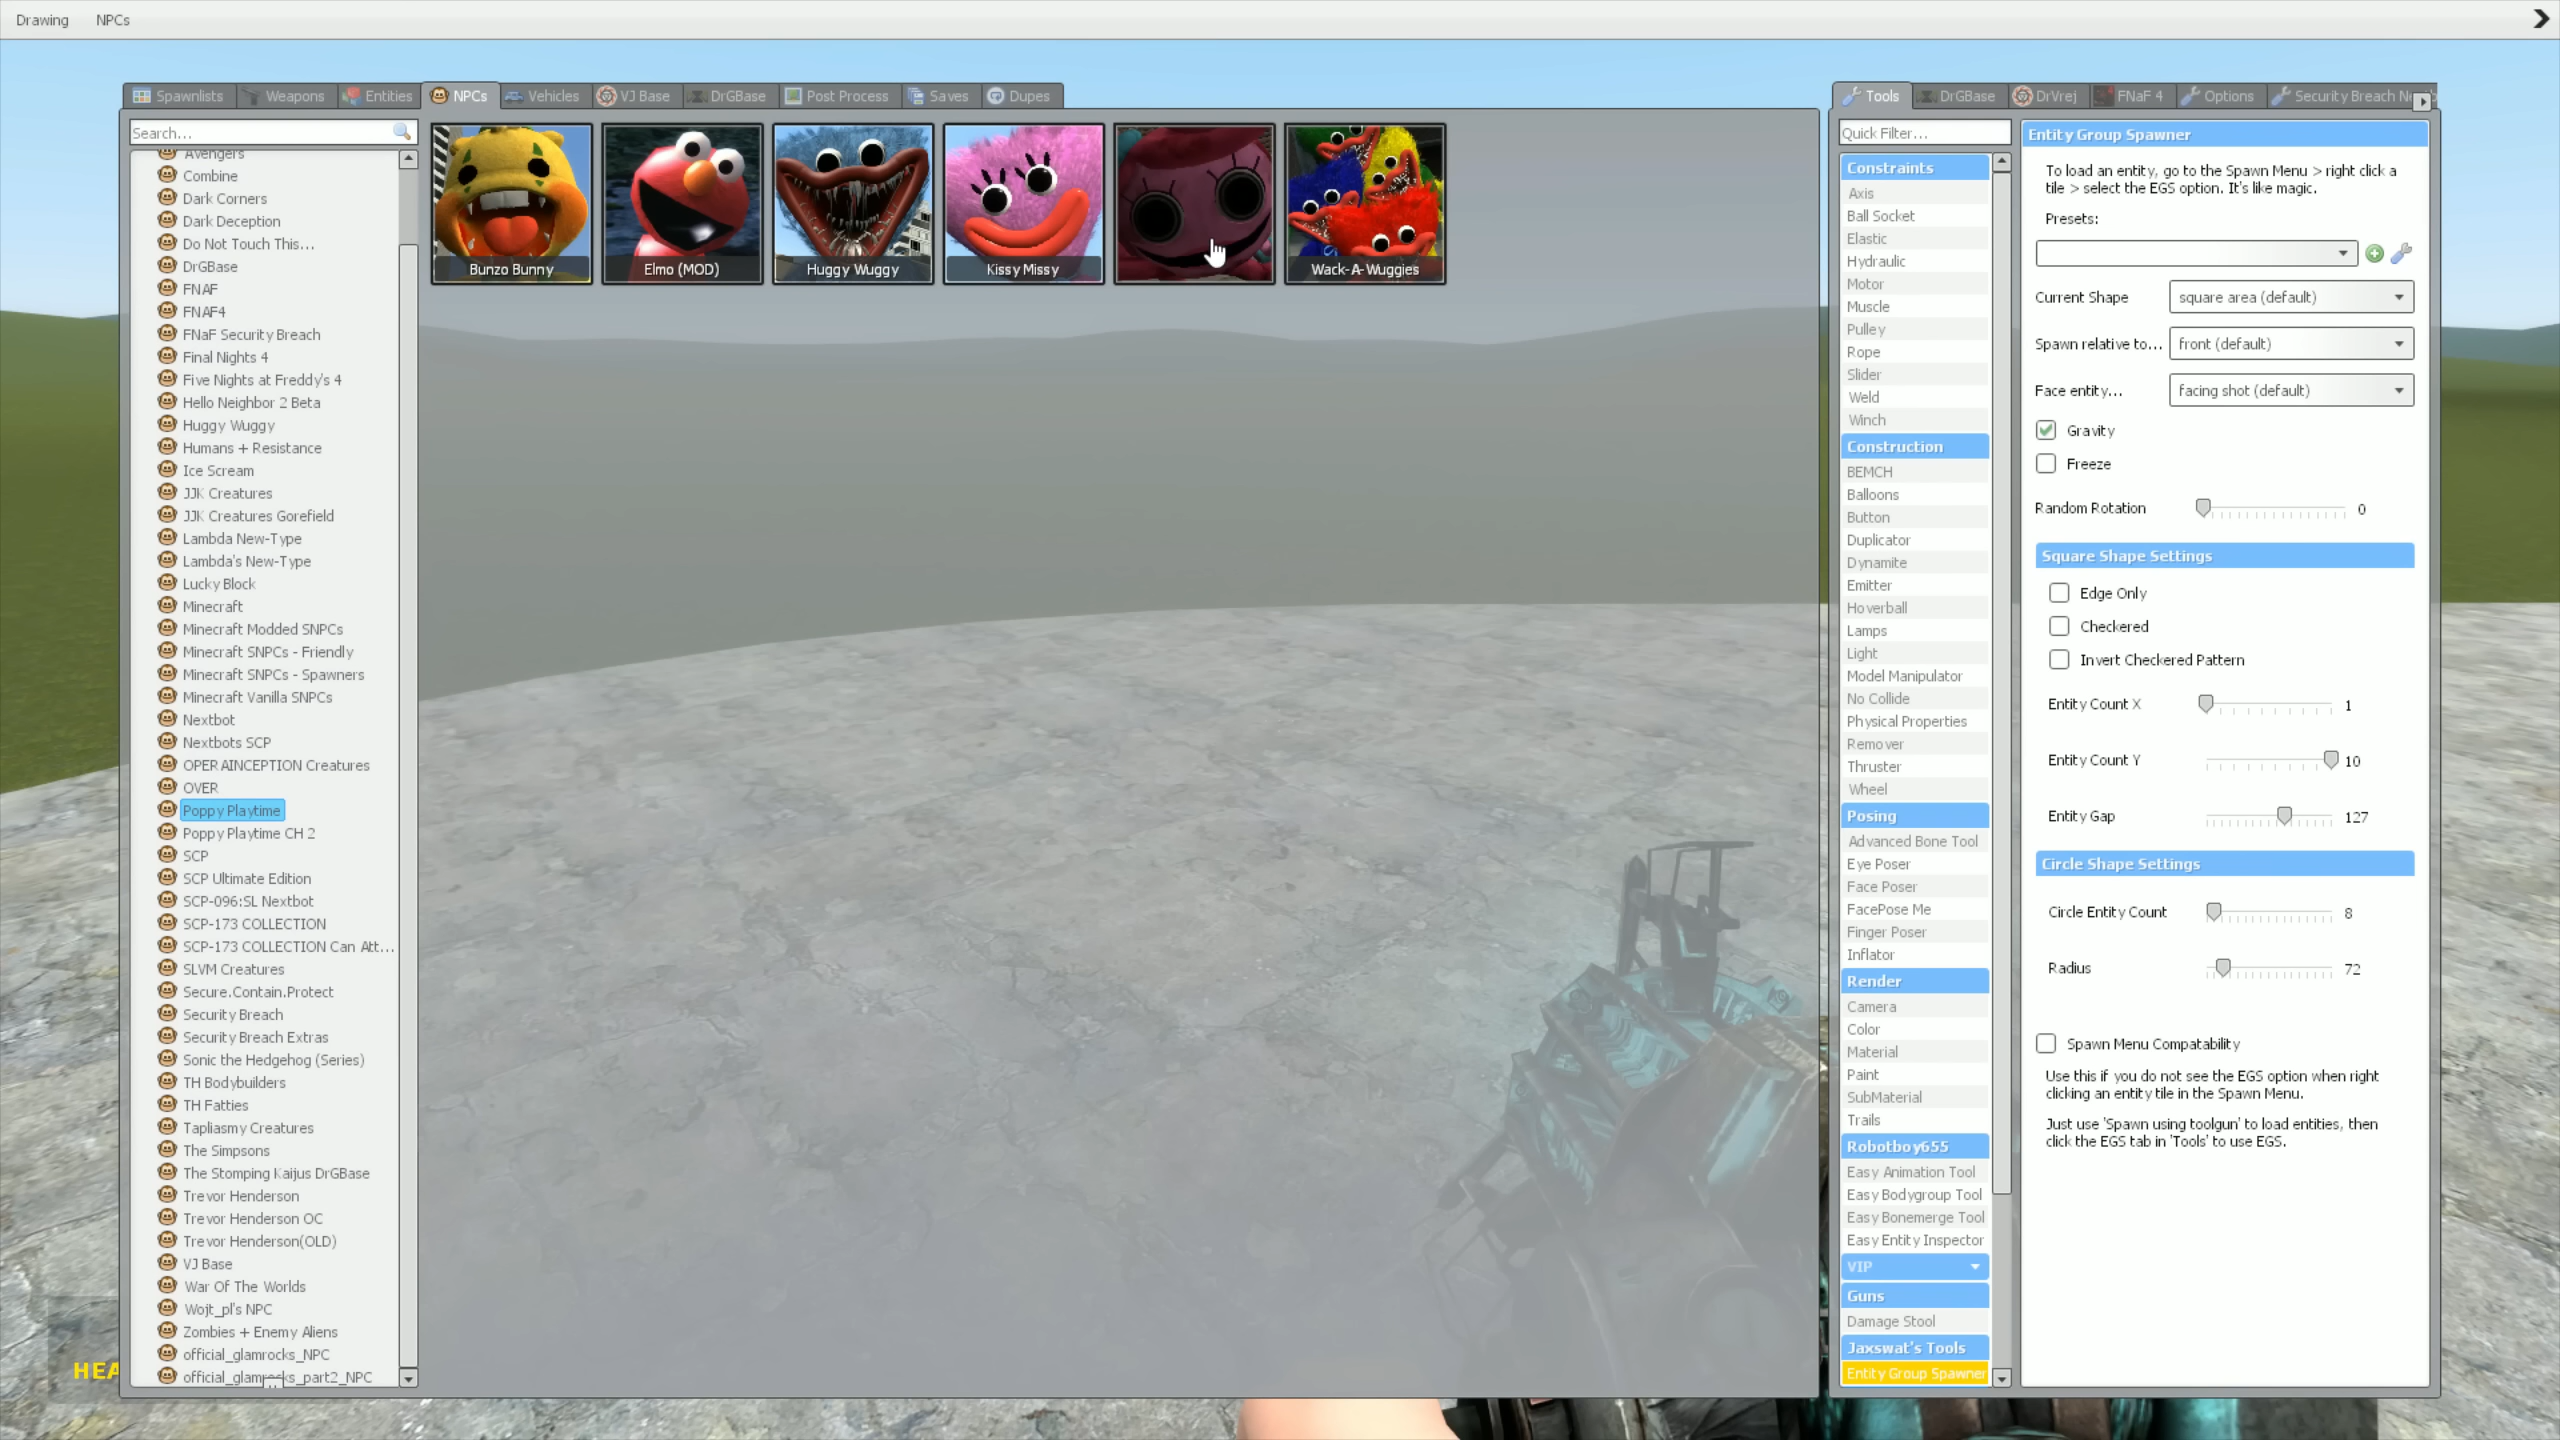 Drawing NPCs
Spawnlists Weapons Entities NPCs Vehicles VJ Base DrGBase Post Process Saves Dupes
Search...
Avengers
Combine
Dark Corners
Dark Deception
Do Not Touch This...
DrGBase
FNAF
FNAF4
FNaF Security Breach
Final Nights 4
Five Nights at Freddy's 4
Hello Neighbor 2 Beta
Huggy Wuggy
Humans + Resistance
Ice Scream
JJK Creatures
JJK Creatures Gorefield
Lambda New-Type
Lambda's New-Type
Lucky Block
Minecraft
Minecraft Modded SNPCs
Minecraft SNPCs - Friendly
Minecraft SNPCs - Spawners
Minecraft Vanilla SNPCs
Nextbot
Nextbots SCP
OPERAINCEPTION Creatures
OVER
Poppy Playtime
Poppy Playtime CH 2
SCP
SCP Ultimate Edition
SCP-096:SL Nextbot
SCP-173 COLLECTION
SCP-173 COLLECTION Can Att...
SLVM Creatures
Secure.Contain.Protect
Security Breach
Security Breach Extras
Sonic the Hedgehog (Series)
TH Bodybuilders
TH Fatties
Tapliasmy Creatures
The Simpsons
The Stomping Kaijus DrGBase
Trevor Henderson
Trevor Henderson OC
Trevor Henderson(OLD)
VJ Base
War Of The Worlds
Wojt_pl's NPC
Zombies + Enemy Aliens
official_glamrocks_NPC
official_glamrocks_part2_NPC
HEA
Bunzo Bunny
Elmo (MOD)
Huggy Wuggy
Kissy Missy
Wack-A-Wuggies
Tools DrGBase DrVrej FNaF 4 Options Security Breach
Quick Filter...
Constraints
Axis
Ball Socket
Elastic
Hydraulic
Motor
Muscle
Pulley
Rope
Slider
Weld
Winch
Construction
BEMCH
Balloons
Button
Duplicator
Dynamite
Emitter
Hoverball
Lamps
Light
Model Manipulator
No Collide
Physical Properties
Remover
Thruster
Wheel
Posing
Advanced Bone Tool
Eye Poser
Face Poser
FacePose Me
Finger Poser
Inflator
Render
Camera
Color
Material
Paint
SubMaterial
Trails
Robotboy655
Easy Animation Tool
Easy Bodygroup Tool
Easy Bonemerge Tool
Easy Entity Inspector
VIP
Guns
Damage Stool
Jaxswat's Tools
Entity Group Spawner
Entity Group Spawner
To load an entity, go to the Spawn Menu > right click a
tile > select the EGS option. It's like magic.
Presets:
Current Shape square area (default)
Spawn relative to... front (default)
Face entity... facing shot (default)
Gravity
Freeze
Random Rotation 0
Square Shape Settings
Edge Only
Checkered
Invert Checkered Pattern
Entity Count X 1
Entity Count Y 10
Entity Gap 127
Circle Shape Settings
Circle Entity Count 8
Radius 72
Spawn Menu Compatability
Use this if you do not see the EGS option when right
clicking an entity tile in the Spawn Menu.
Just use 'Spawn using toolgun' to load entities, then
click the EGS tab in 'Tools' to use EGS.